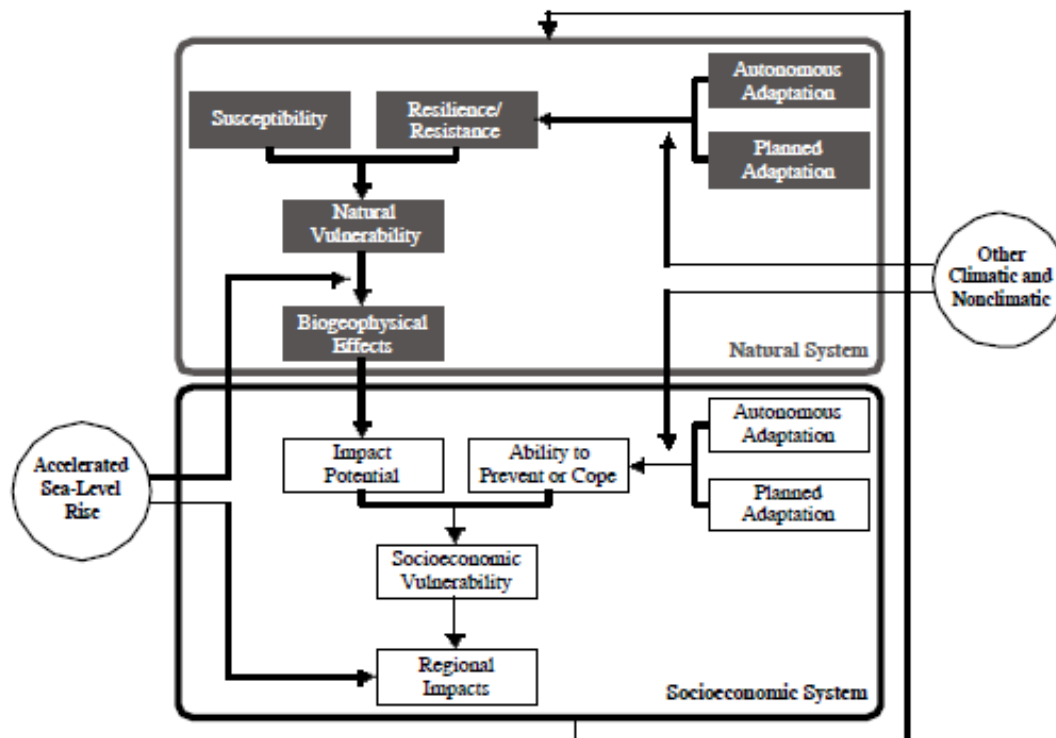 Autonomous
Adaptation
Susceptibility
Resilience/
Resistance
Planned
Adaptation
Natural
Vulnerability
Other
Climatic and
Nonclimatic
Biogeophysical
Effects
Natural System
Autonomous
Adaptation
Accelerated
Sea-Level
Rise
Impact
Potential
Ability to
Prevent or Cope
Planned
Adaptation
Socioeconomic
Vulnerability
Regional
Impacts
Socioeconomic System